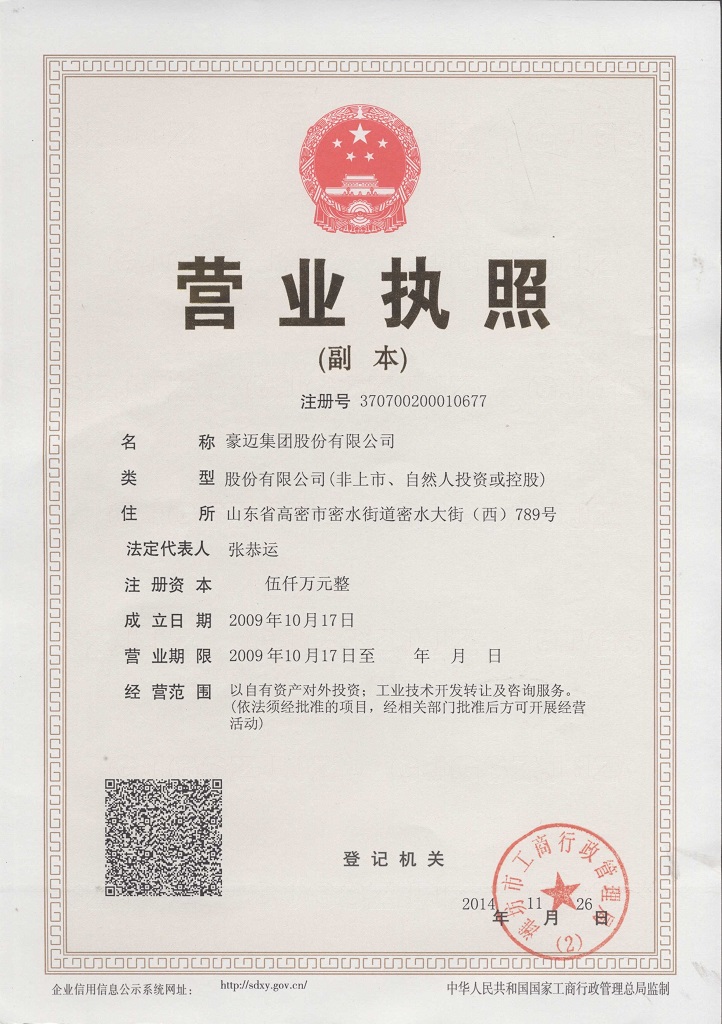 营业执照
(副 本)
注册号 370700200010677
名 称 豪迈集团股份有限公司
类 型 股份有限公司(非上市、自然人投资或控股)
住 所 山东省高密市密水街道密水大街（西）789号
法定代表人 张恭运
注 册 资 本 伍仟万元整
成 立 日 期 2009年10月17日
营 业 期 限 2009年10月17日至 年 月 日
经 营 范 围 以自有资产对外投资；工业技术开发转让及咨询服务。
(依法须经批准的项目，经相关部门批准后方可开展经营
活动)
登 记 机 关
潍坊市工商行政管理局
(2)
2014年 11月 26日
企业信用信息公示系统网址： http://sdxy.gov.cn/ 中华人民共和国国家工商行政管理总局监制